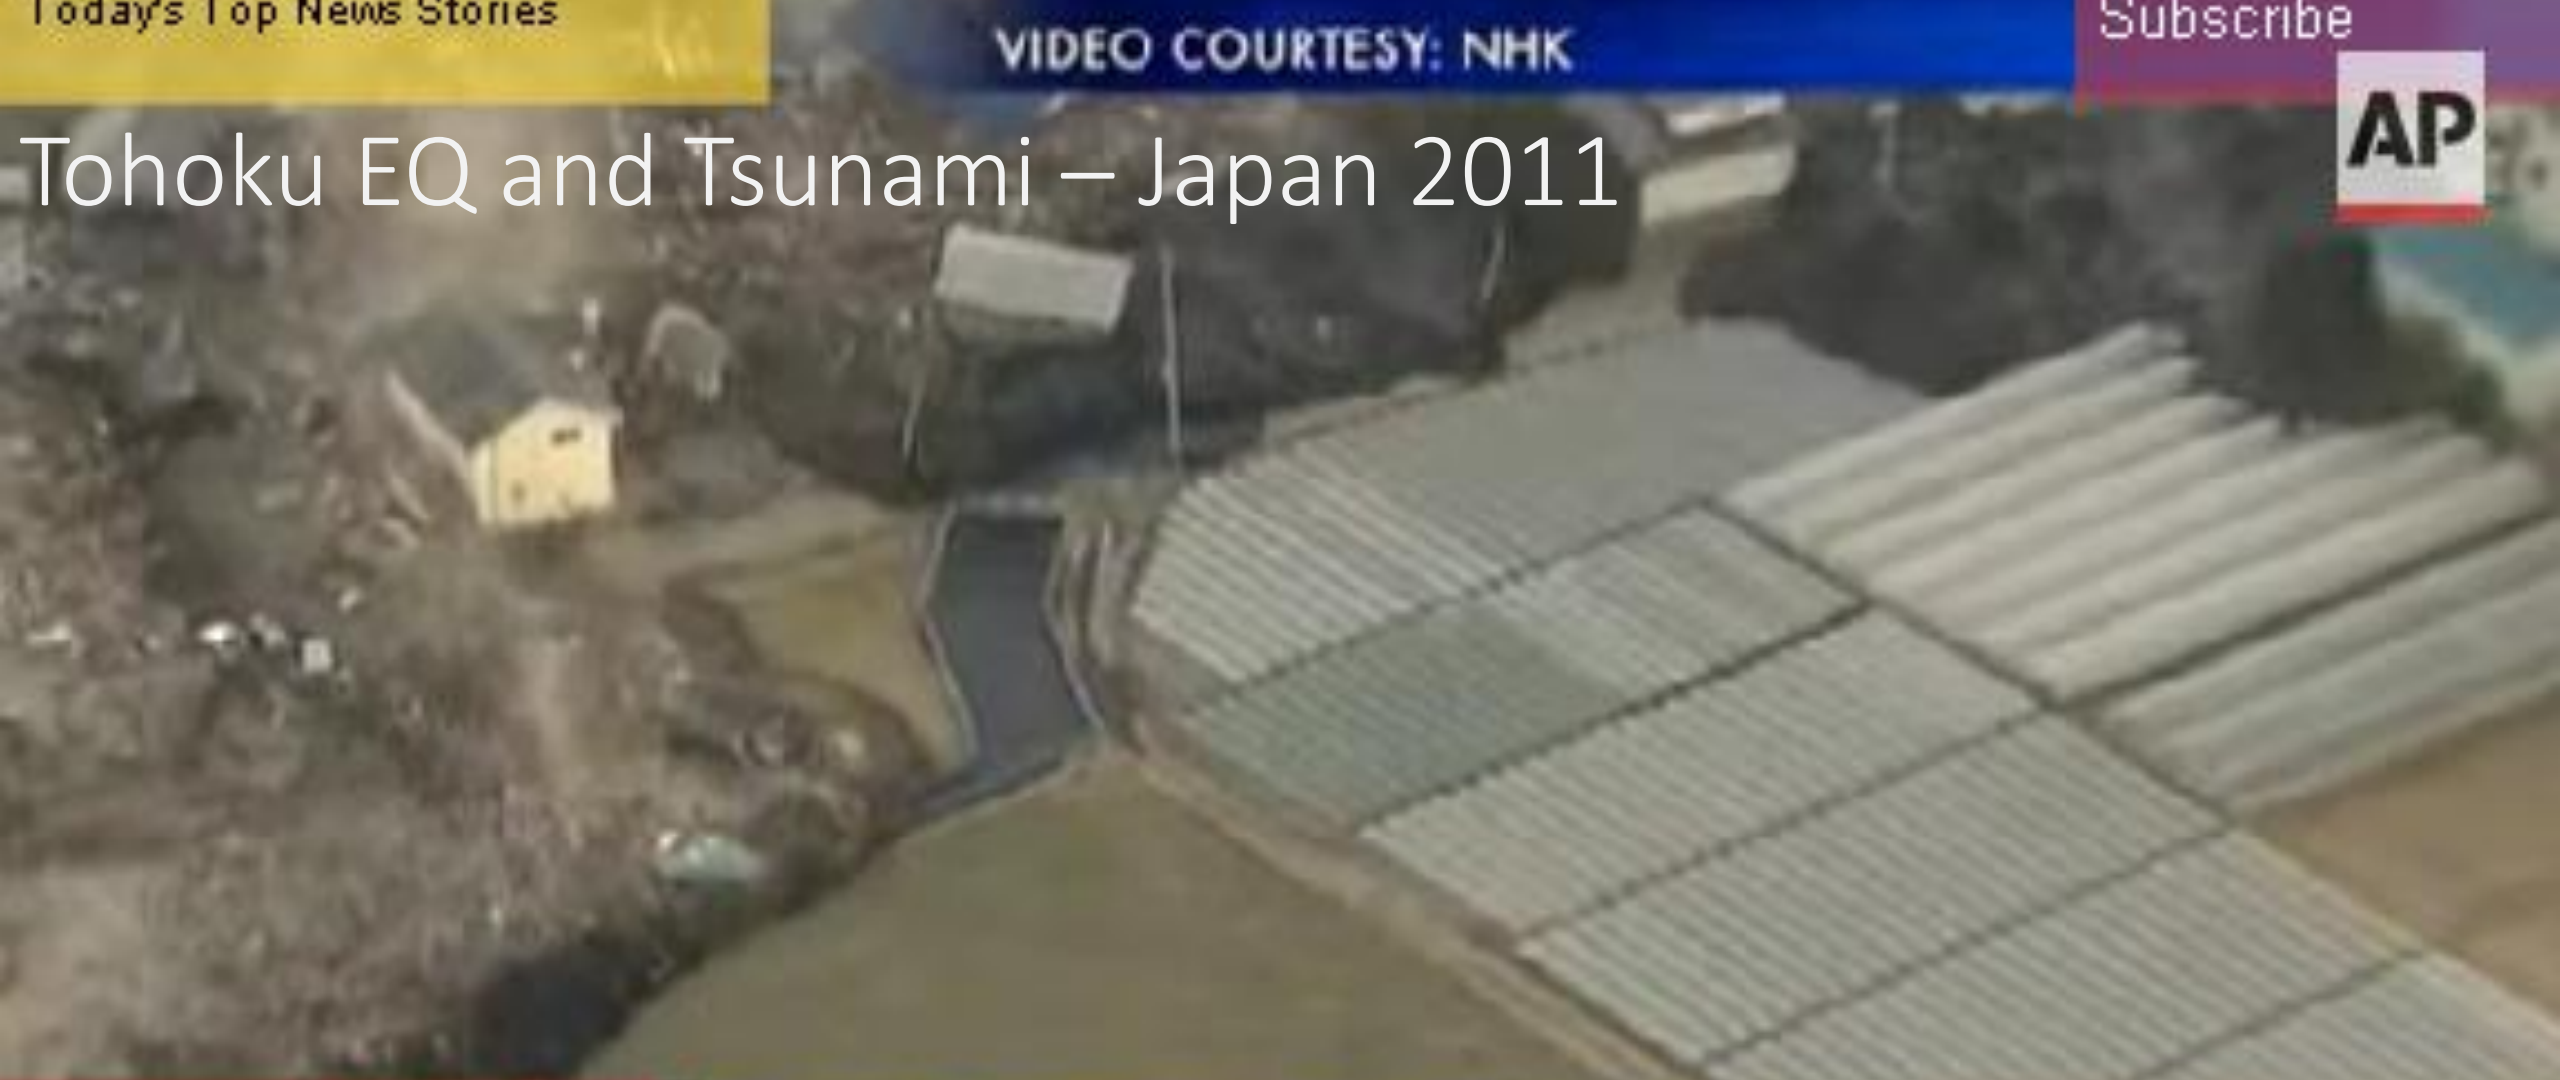 Today's Top News Stories
VIDEO COURTESY: NHK
Subscribe
AP
Tohoku EQ and Tsunami – Japan 2011